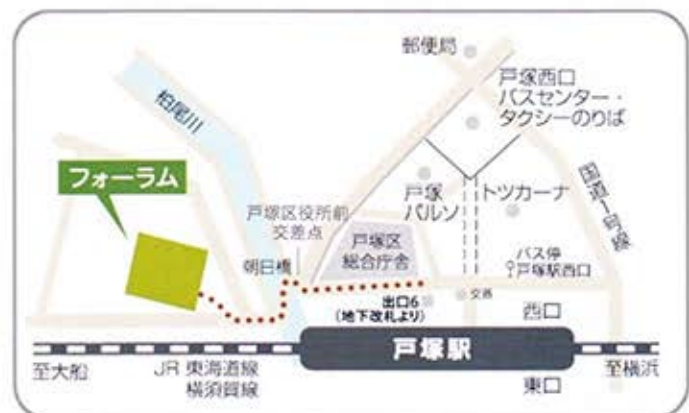 郵便局
戸塚西口
バスセンター・
タクシーのりば
柏尾川
フォーラム
戸塚区役所前
交差点
朝日橋
戸塚区
総合庁舎
戸塚
パルソ
トツカーナ
国道1号線
バス停
戸塚駅西口
出口6
(地下改札より)
交番
西口
戸塚駅
至大船
JR 東海道線
横須賀線
東口
至横浜